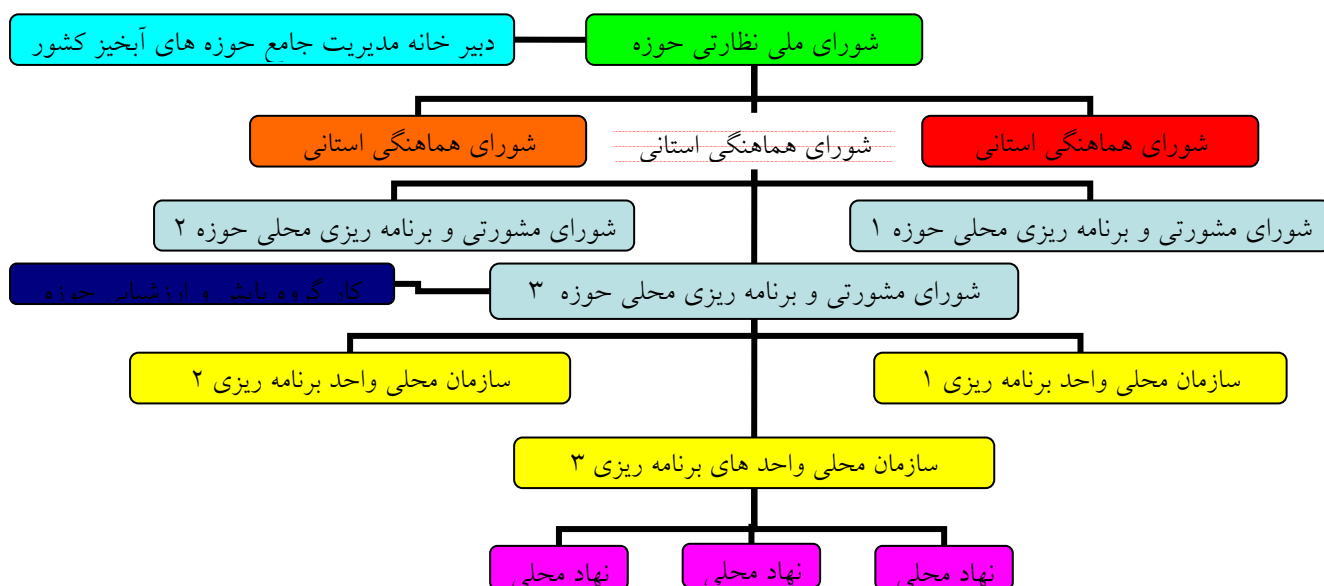 شورای ملی نظارتی حوزه
دبیر خانه مدیریت جامع حوزه های آبخیز کشور
شورای هماهنگی استانی
شورای هماهنگی استانی
شورای هماهنگی استانی
شورای مشورتی و برنامه ریزی محلی حوزه ۱
شورای مشورتی و برنامه ریزی محلی حوزه ۲
شورای مشورتی و برنامه ریزی محلی حوزه ۳
کار گروه پایش و ارزشیابی حوزه
سازمان محلی واحد برنامه ریزی ۱
سازمان محلی واحد برنامه ریزی ۲
سازمان محلی واحد های برنامه ریزی ۳
نهاد محلی
نهاد محلی
نهاد محلی